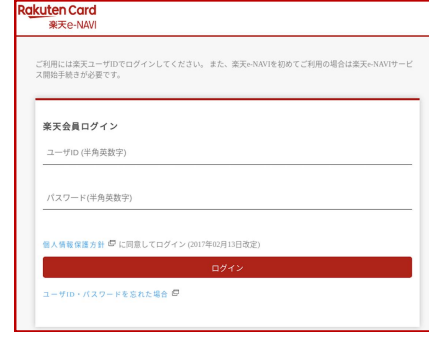 Rakuten Card
楽天e-NAVI
ご利用には楽天ユーザIDでログインしてください。 また、楽天e-NAVIを初めてご利用の場合は楽天e-NAVIサービ
ス開始手続きが必要です。
楽天会員ログイン
ユーザID (半角英数字)
パスワード(半角英数字)
個人情報保護方針 に同意してログイン (2017年02月13日改定)
ログイン
ユーザID・パスワードを忘れた場合